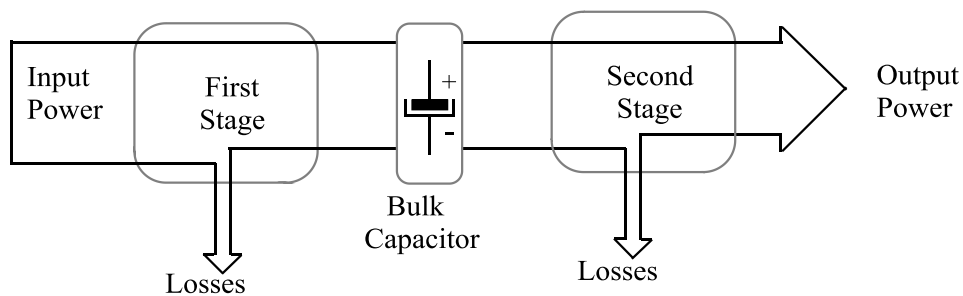 Input
Power
First
Stage
+
-
Bulk
Capacitor
Second
Stage
Output
Power
Losses
Losses